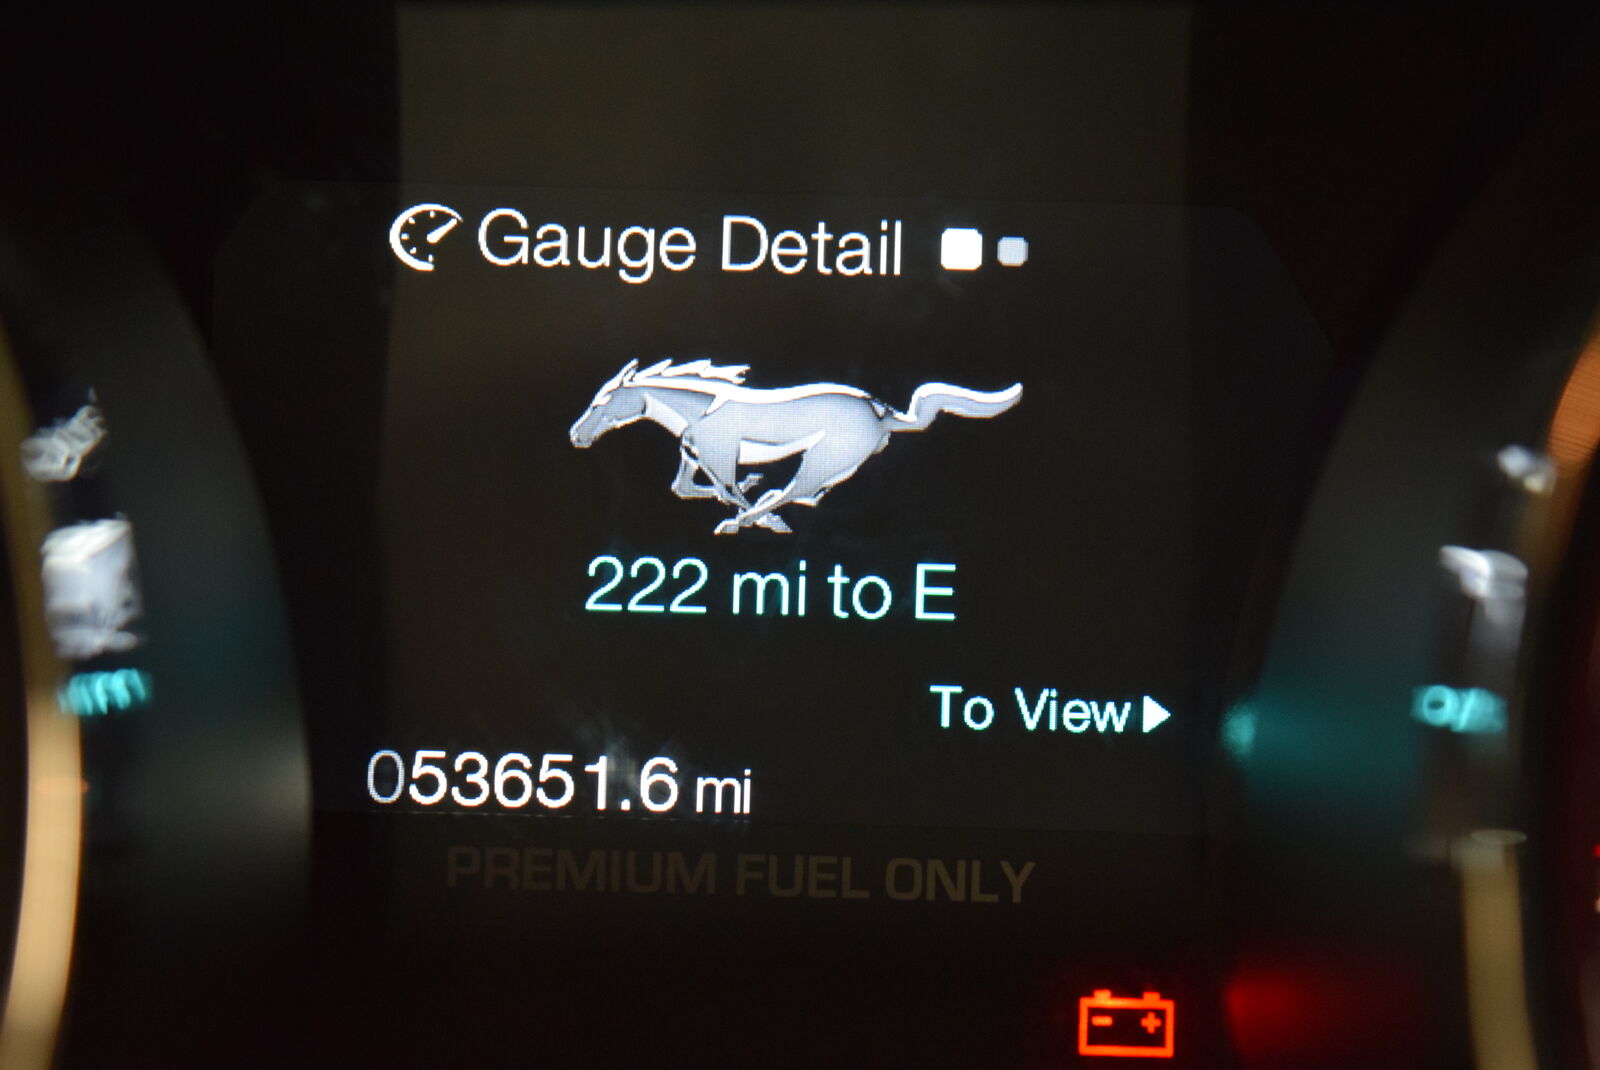 Gauge Detail
222 mi to E
To View
053651.6 mi
PREMIUM FUEL ONLY